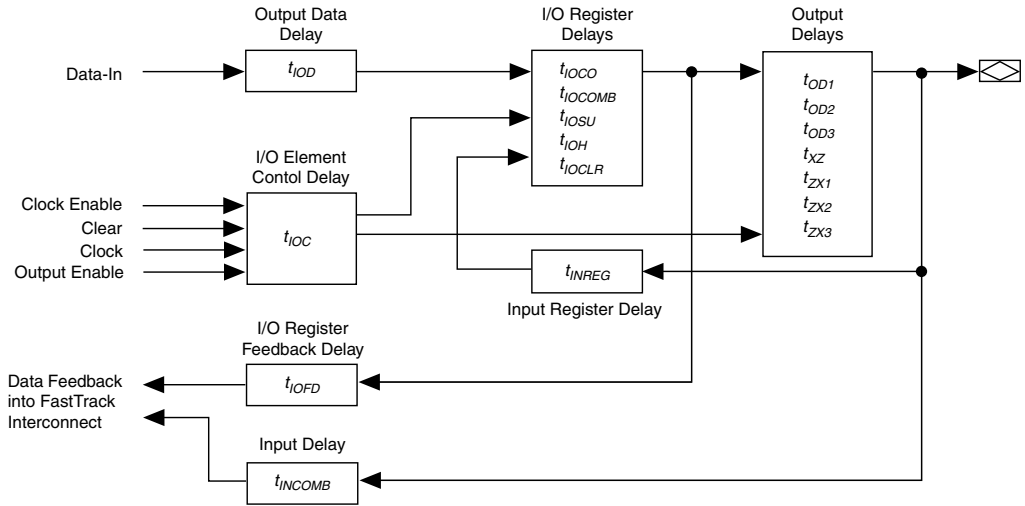 Output Data
Delay
I/O Register
Delays
Output
Delays
Data-In
tIOD
tIOCO
tIOCOMB
tIOSU
tIOH
tIOCLR
tOD1
tOD2
tOD3
tXZ
tZX1
tZX2
tZX3
I/O Element
Contol Delay
Clock Enable
Clear
Clock
Output Enable
tIOC
tINREG
Input Register Delay
I/O Register
Feedback Delay
tIOFD
Data Feedback
into FastTrack
Interconnect
Input Delay
tINCOMB